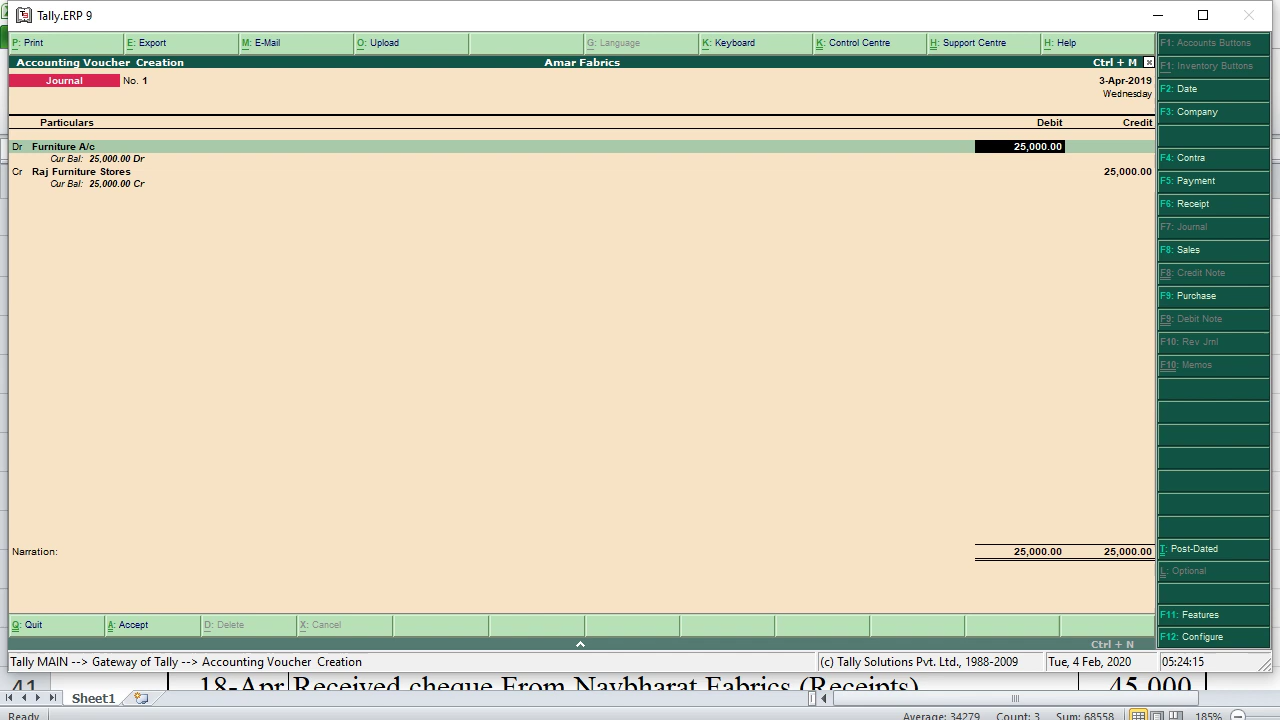 Tally.ERP 9
P: Print E: Export M: E-Mail O: Upload G: Language K: Keyboard K: Control Centre H: Support Centre H: Help
Accounting Voucher Creation Amar Fabrics Ctrl + M
Journal No. 1 3-Apr-2019
Wednesday
Particulars Debit Credit
Dr Furniture A/c 25,000.00
Cur Bal: 25,000.00 Dr
Cr Raj Furniture Stores 25,000.00
Cur Bal: 25,000.00 Cr
Narration: 25,000.00 25,000.00
F1: Accounts Buttons
F1: Inventory Buttons
F2: Date
F3: Company
F4: Contra
F5: Payment
F6: Receipt
F7: Journal
F8: Sales
F8: Credit Note
F9: Purchase
F9: Debit Note
F10: Rev Jrnl
F10: Memos
T: Post-Dated
L: Optional
F11: Features
F12: Configure
Q: Quit A: Accept D: Delete X: Cancel
Ctrl + N
Tally MAIN --> Gateway of Tally --> Accounting Voucher Creation (c) Tally Solutions Pvt. Ltd., 1988-2009 Tue, 4 Feb, 2020 05:24:15
41 18-Apr Received cheque From Navbharat Fabrics (Receipts) 45,000
Sheet1
Ready Average: 34279 Count: 3 Sum: 68558 185%